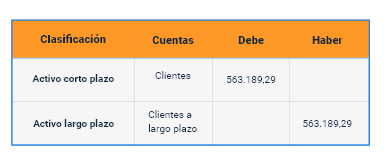 Clasificación Cuentas Debe Haber
Activo corto plazo Clientes 563.189,29
Activo largo plazo Clientes a
largo plazo 563.189,29